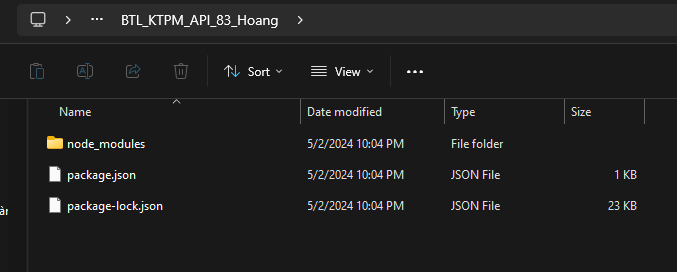 BTL_KTPM_API_83_Hoang
Sort
View
Name Date modified Type Size
node_modules 5/2/2024 10:04 PM File folder
package.json 5/2/2024 10:04 PM JSON File 1 KB
package-lock.json 5/2/2024 10:04 PM JSON File 23 KB